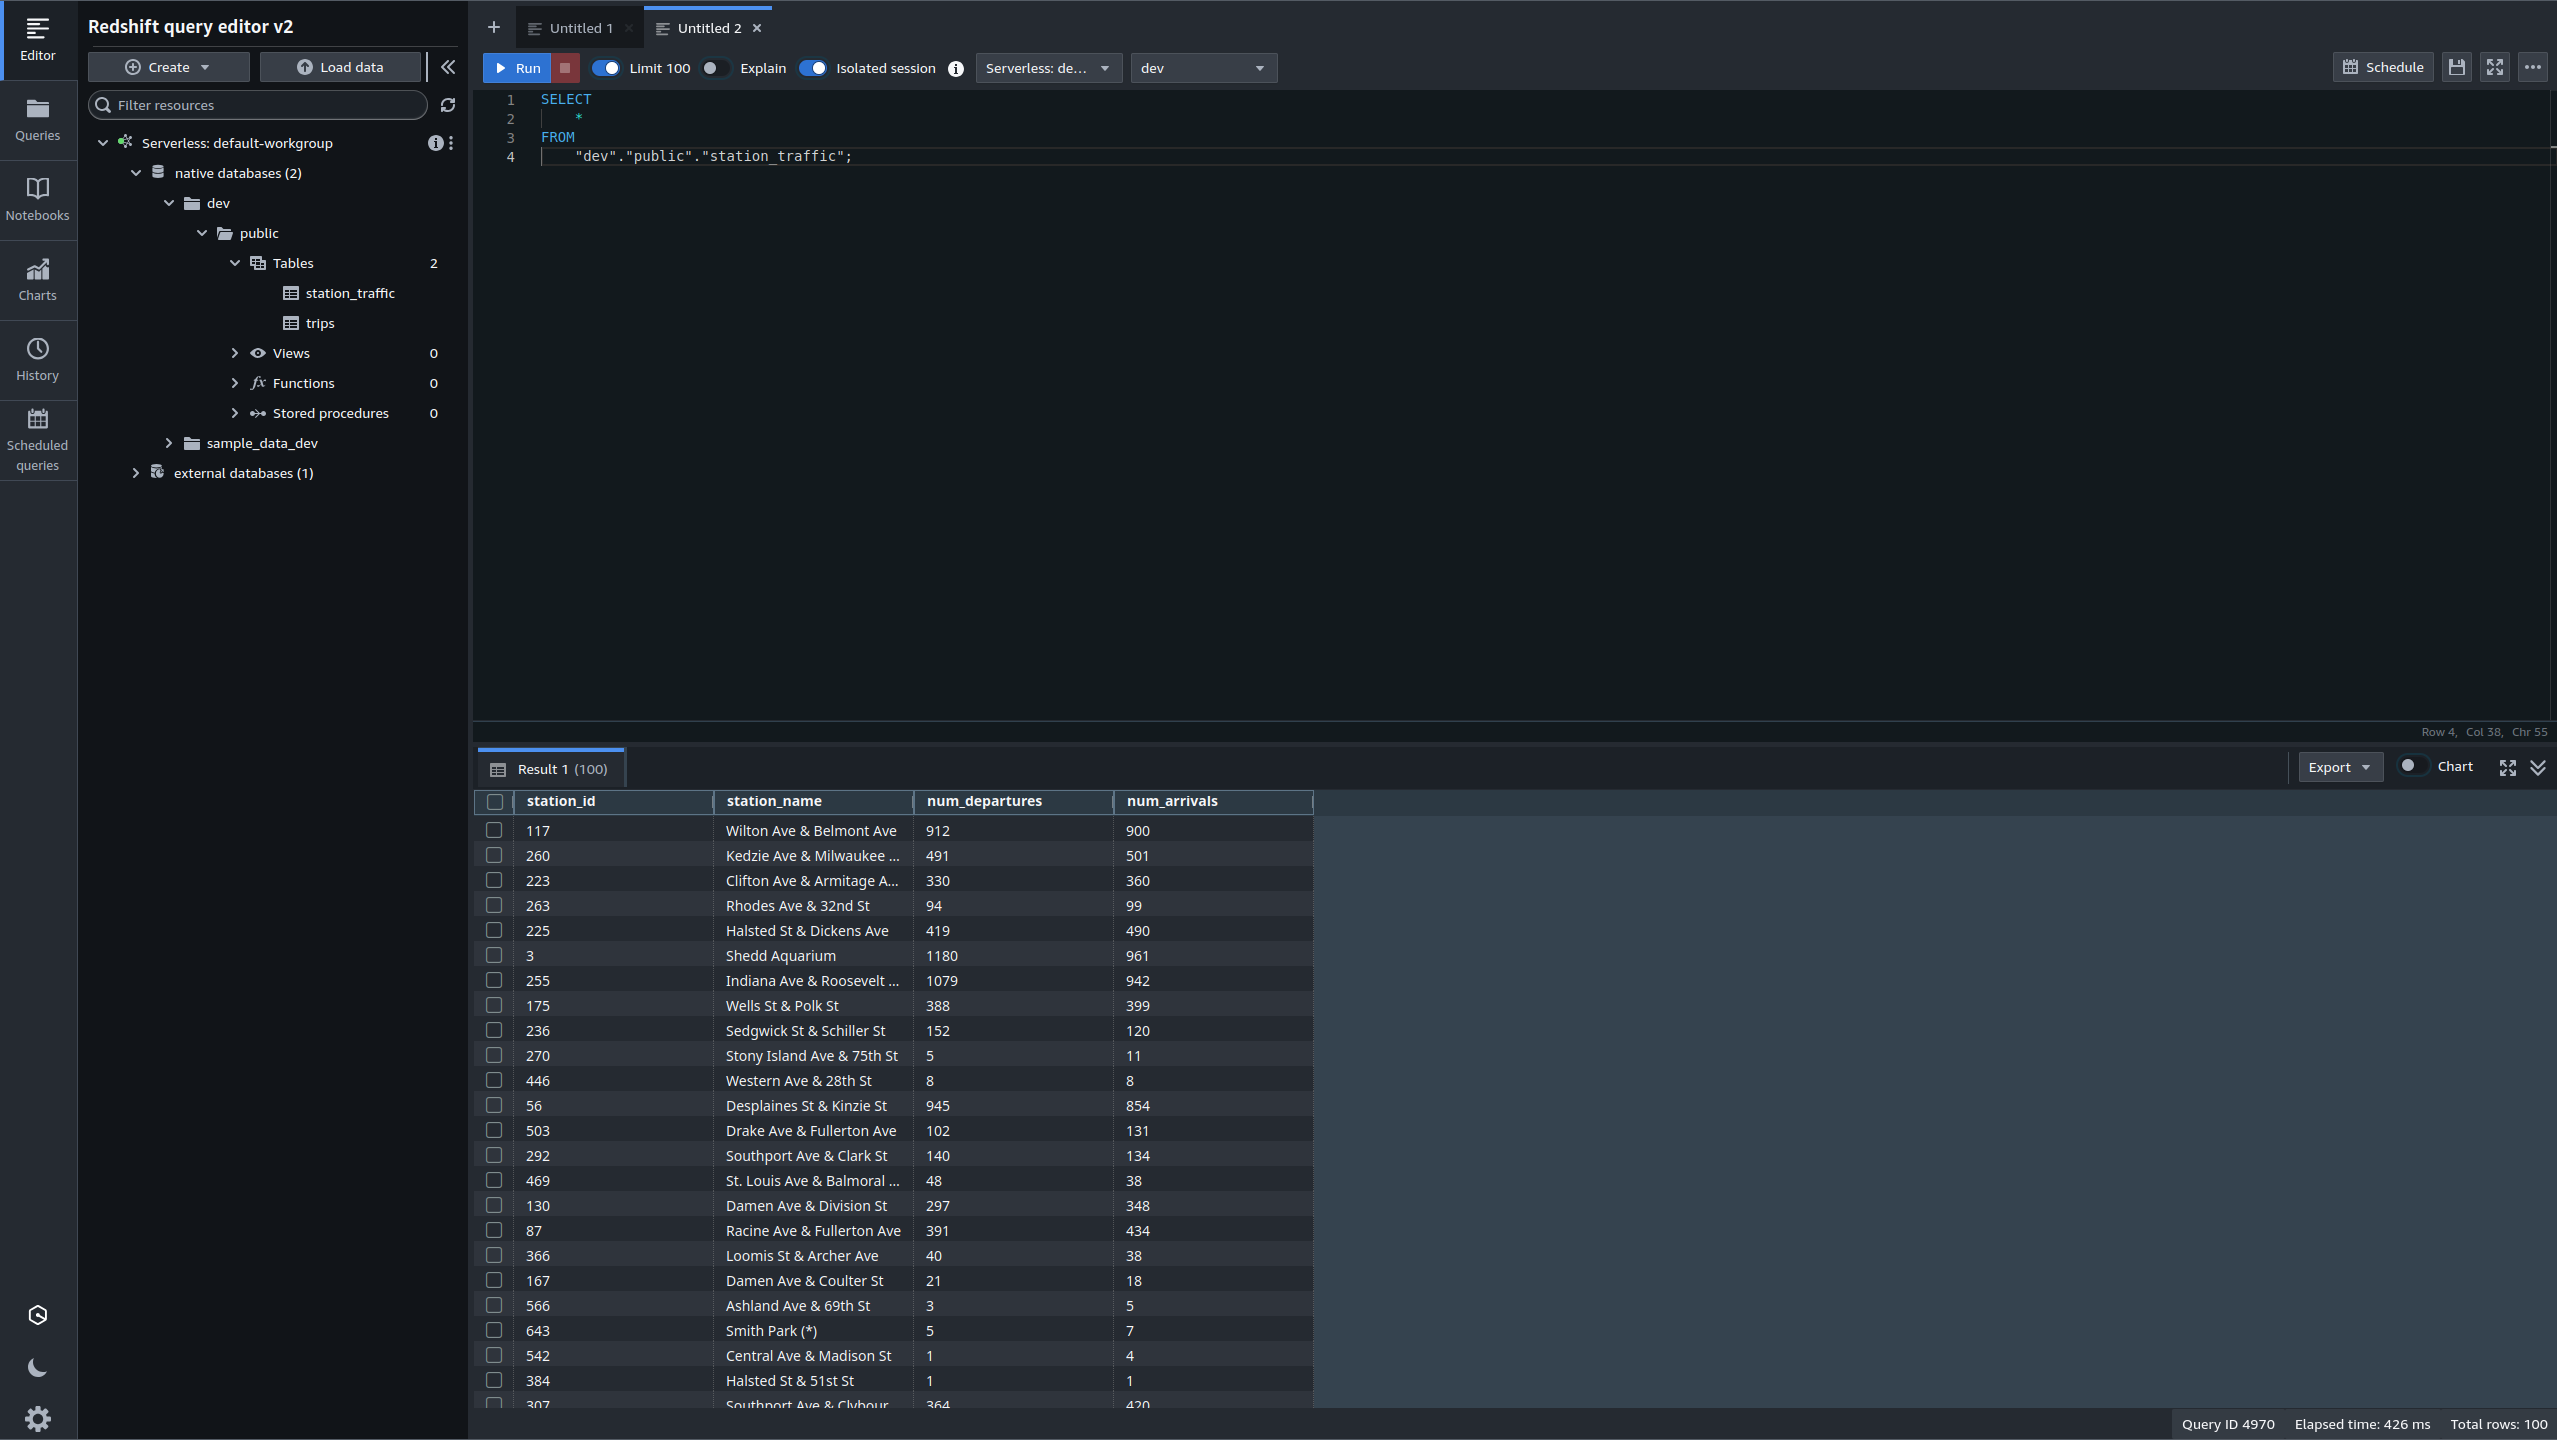 Editor
Queries
Notebooks
Charts
History
Scheduled
queries
Redshift query editor v2
Create
Load data
Filter resources
Serverless: default-workgroup
native databases (2)
dev
public
Tables 2
station_traffic
trips
Views 0
fx Functions 0
Stored procedures 0
sample_data_dev
external databases (1)
Untitled 1
Untitled 2
Run Limit 100 Explain Isolated session Serverless: de... dev Schedule
1 SELECT
2 *
3 FROM
4 "dev"."public"."station_traffic";
Row 4, Col 38, Chr 55
Result 1 (100) Export Chart
station_id station_name num_departures num_arrivals
117 Wilton Ave & Belmont Ave 912 900
260 Kedzie Ave & Milwaukee ... 491 501
223 Clifton Ave & Armitage A... 330 360
263 Rhodes Ave & 32nd St 94 99
225 Halsted St & Dickens Ave 419 490
3 Shedd Aquarium 1180 961
255 Indiana Ave & Roosevelt ... 1079 942
175 Wells St & Polk St 388 399
236 Sedgwick St & Schiller St 152 120
270 Stony Island Ave & 75th St 5 11
446 Western Ave & 28th St 8 8
56 Desplaines St & Kinzie St 945 854
503 Drake Ave & Fullerton Ave 102 131
292 Southport Ave & Clark St 140 134
469 St. Louis Ave & Balmoral ... 48 38
130 Damen Ave & Division St 297 348
87 Racine Ave & Fullerton Ave 391 434
366 Loomis St & Archer Ave 40 38
167 Damen Ave & Coulter St 21 18
566 Ashland Ave & 69th St 3 5
643 Smith Park (*) 5 7
542 Central Ave & Madison St 1 4
384 Halsted St & 51st St 1 1
307 Southport Ave & Clybour 364 420
Query ID 4970 Elapsed time: 426 ms Total rows: 100